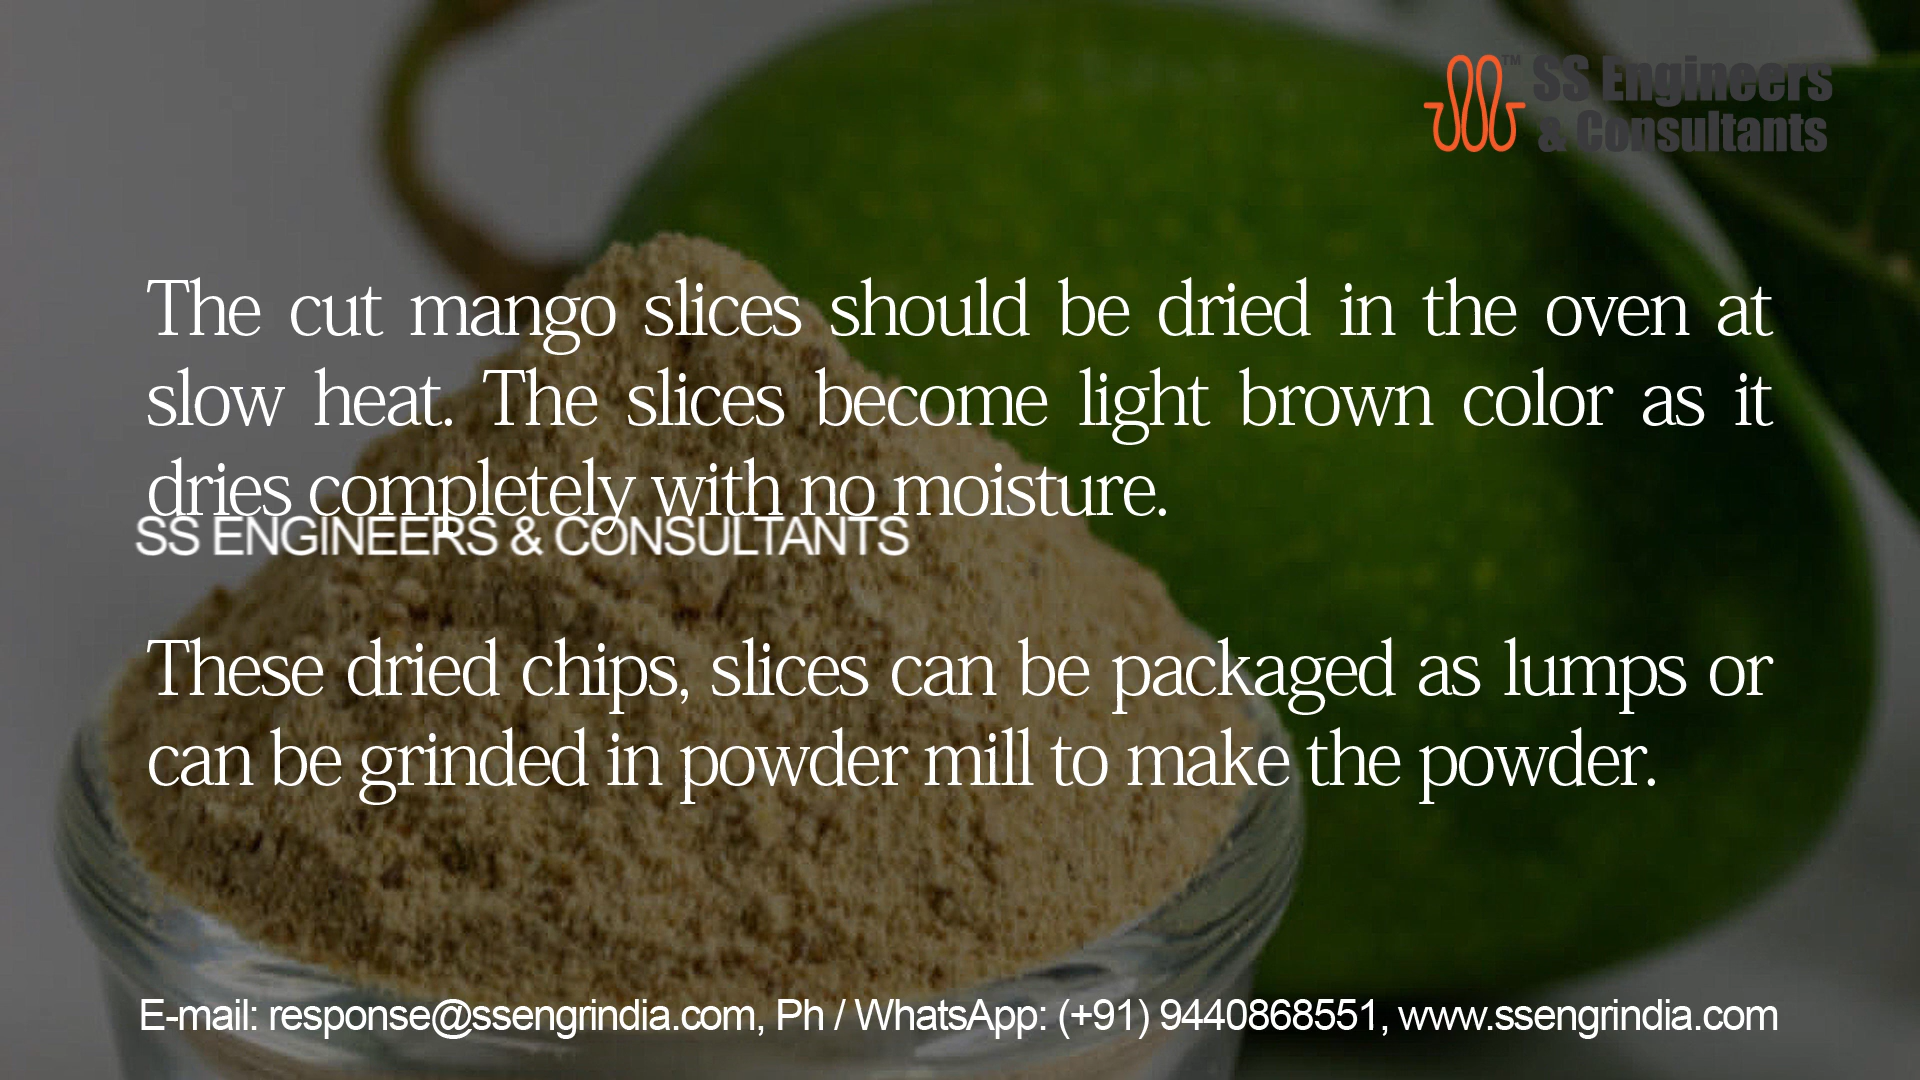 TM SS Engineers
& Consultants
The cut mango slices should be dried in the oven at
slow heat. The slices become light brown color as it
dries completely with no moisture.
SS ENGINEERS & CONSULTANTS
These dried chips, slices can be packaged as lumps or
can be grinded in powder mill to make the powder.
E-mail: response@ssengrindia.com, Ph / WhatsApp: (+91) 9440868551, www.ssengrindia.com